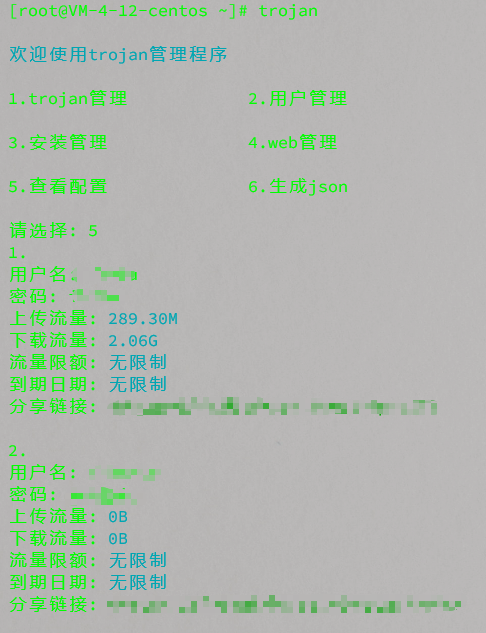 [root@VM-4-12-centos ~]# trojan
欢迎使用trojan管理程序
1.trojan管理 2.用户管理
3.安装管理 4.web管理
5.查看配置 6.生成json
请选择: 5
1.
用户名:
密码:
上传流量: 289.30M
下载流量: 2.06G
流量限额: 无限制
到期日期: 无限制
分享链接:
2.
用户名:
密码:
上传流量: 0B
下载流量: 0B
流量限额: 无限制
到期日期: 无限制
分享链接: